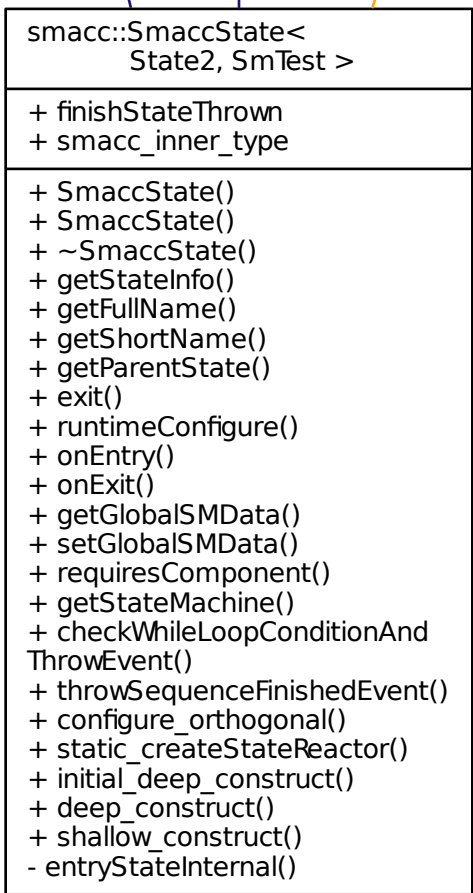 smacc::SmaccState<
State2, SmTest >
+ finishStateThrown
+ smacc_inner_type
+ SmaccState()
+ SmaccState()
+ ~SmaccState()
+ getStateInfo()
+ getFullName()
+ getShortName()
+ getParentState()
+ exit()
+ runtimeConfigure()
+ onEntry()
+ onExit()
+ getGlobalSMData()
+ setGlobalSMData()
+ requiresComponent()
+ getStateMachine()
+ checkWhileLoopConditionAnd
ThrowEvent()
+ throwSequenceFinishedEvent()
+ configure_orthogonal()
+ static_createStateReactor()
+ initial_deep_construct()
+ deep_construct()
+ shallow_construct()
- entryStateInternal()